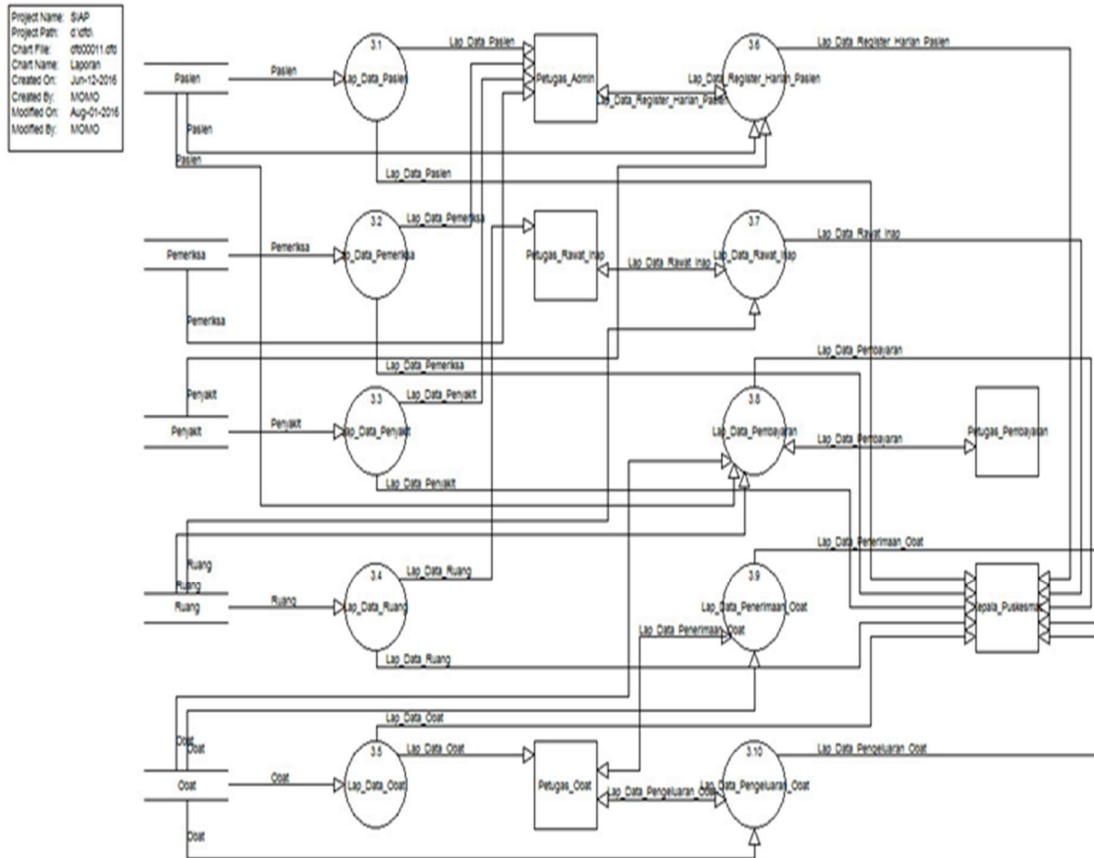 Project Name: SIAP
Project Path: d:\dfd\
Chart File: dfd00011.dfd
Chart Name: Laporan
Created On: Jun-12-2016
Created By: MOMO
Modified On: Aug-01-2016
Modified By: MOMO
3.1
Lap_Data_Pasien
3.6
Lap_Data_Register_Harian_Pasien
Pasien
Pasien
Lap_Data_Pasien
Petugas_Admin
Lap_Data_Register_Harian_Pasien
Lap_Data_Register_Harian_Pasien
Pasien
Pasien
Lap_Data_Pasien
3.2
Lap_Data_Pemeriksa
3.7
Pemeriksa
Pemeriksa
Lap_Data_Pemeriksa
Petugas_Rawat_Inap
Lap_Data_Rawat_Inap
Lap_Data_Rawat_Inap
Lap_Data_Rawat_Inap
Pemeriksa
Lap_Data_Pemeriksa
Lap_Data_Pembayaran
Penyakit
3.3
Lap_Data_Penyakit
3.8
Penyakit
Penyakit
Lap_Data_Penyakit
Lap_Data_Pembayaran
Lap_Data_Pembayaran
Petugas_Pembayaran
Lap_Data_Penyakit
Lap_Data_Penerimaan_Obat
Ruang
Ruang
3.4
Lap_Data_Ruang
3.9
Ruang
Ruang
Lap_Data_Ruang
Lap_Data_Penerimaan_Obat
epala_Puskesmas
Lap_Data_Penerimaan_Obat
Lap_Data_Ruang
Lap_Data_Obat
Obat
Obat
3.5
Lap_Data_Obat
3.10
Lap_Data_Pengeluaran_Obat
Obat
Obat
Lap_Data_Obat
Petugas_Obat
Lap_Data_Pengeluaran_Obat
Lap_Data_Pengeluaran_Obat
Obat